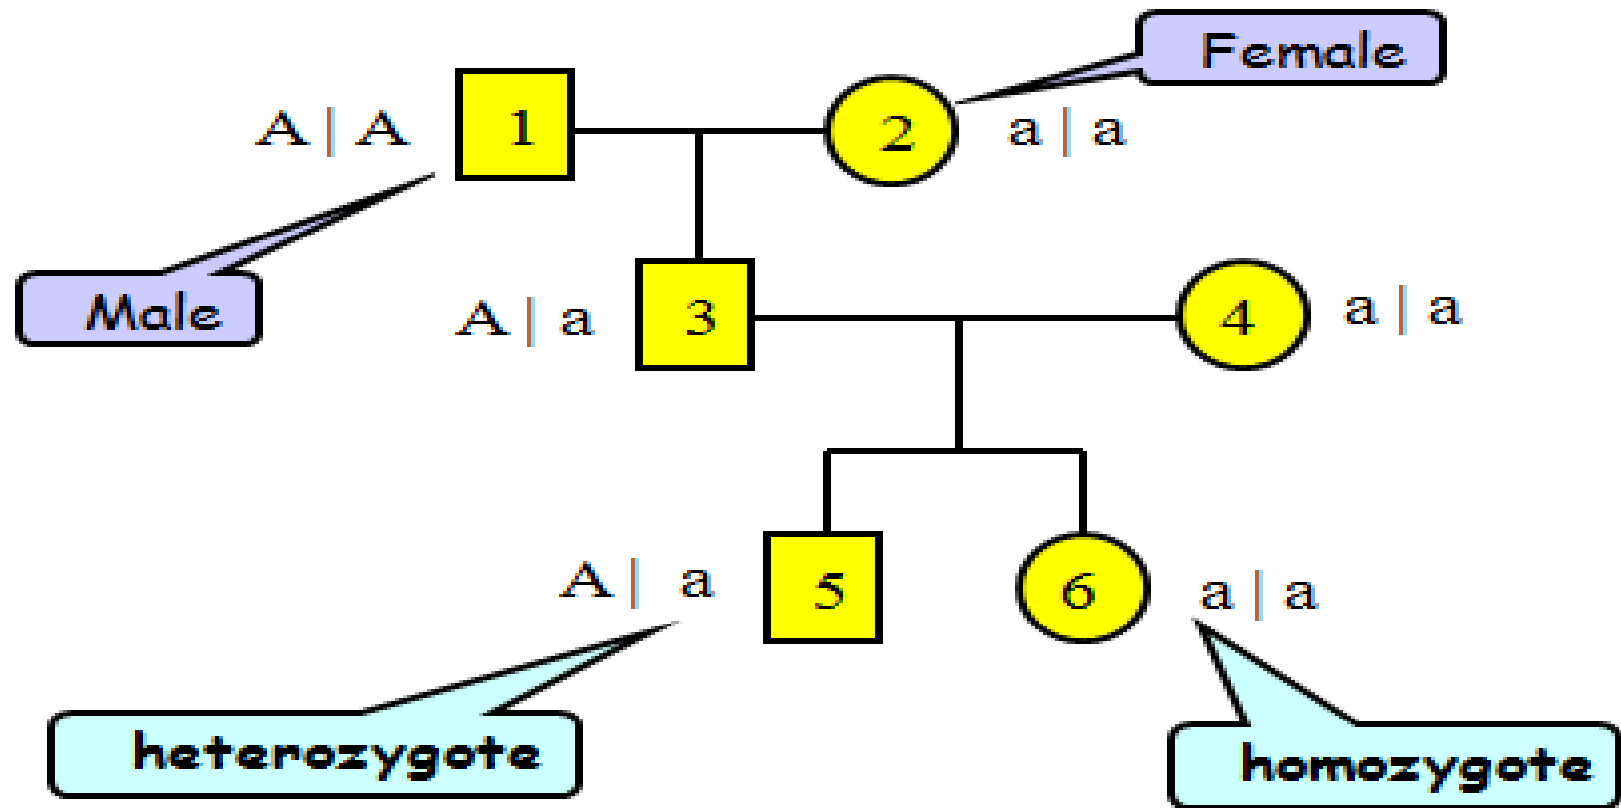 Female
A | A 1 2 a | a
Male
A | a 3 4 a | a
A | a 5 6 a | a
heterozygote
homozygote